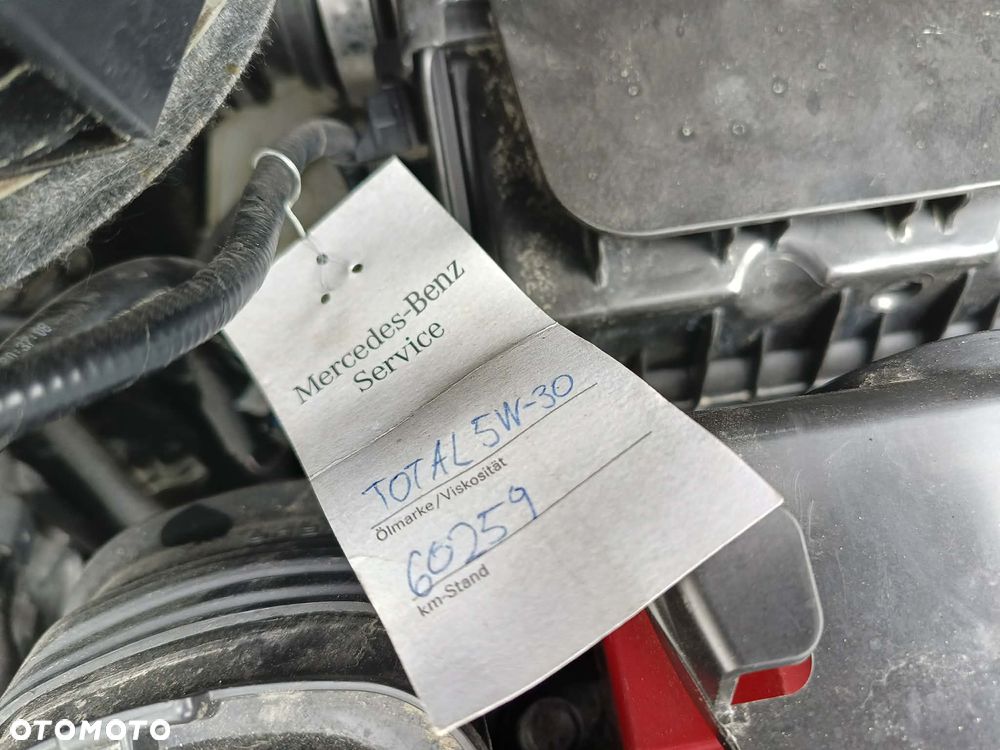 Mercedes-Benz
Service
TOTAL 5W-30
Ölmarke/Viskosität
60259
km-Stand
OTOMOTO